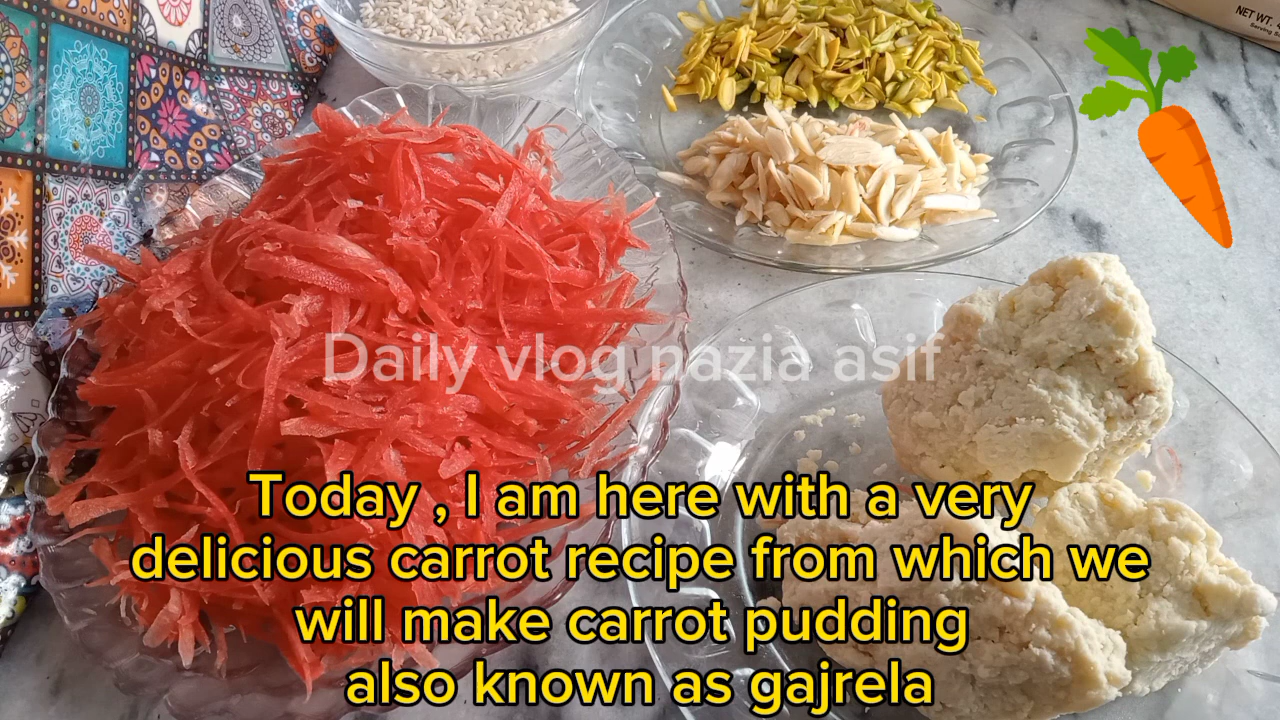 NET WT.
Daily vlog nazia asif
Today , I am here with a very
delicious carrot recipe from which we
will make carrot pudding
also known as gajrela